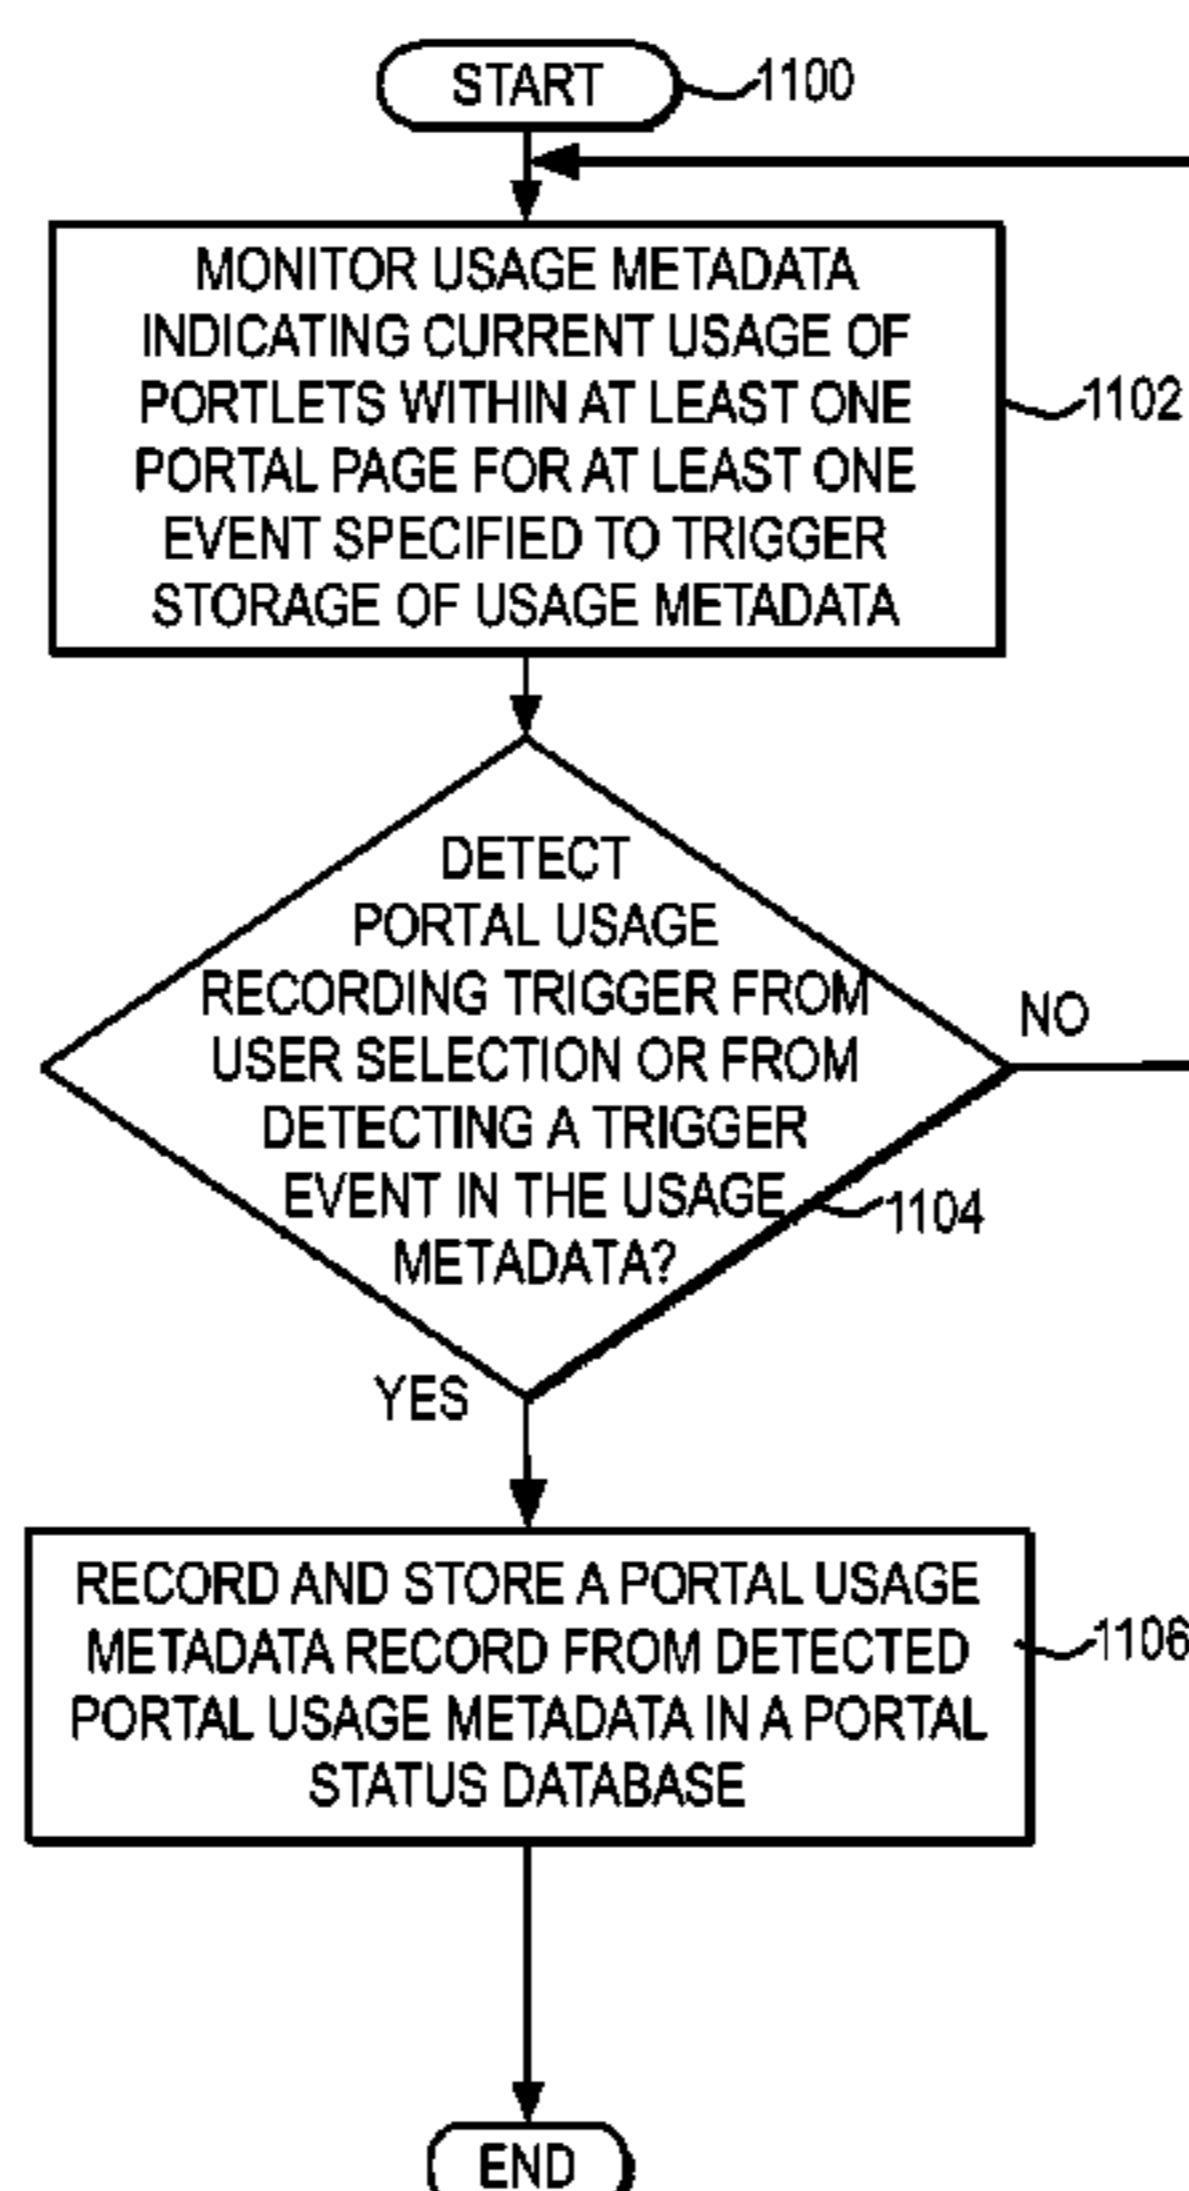 START
1100
MONITOR USAGE METADATA
INDICATING CURRENT USAGE OF
PORTLETS WITHIN AT LEAST ONE
PORTAL PAGE FOR AT LEAST ONE
EVENT SPECIFIED TO TRIGGER
STORAGE OF USAGE METADATA
1102
DETECT
PORTAL USAGE
RECORDING TRIGGER FROM
USER SELECTION OR FROM
DETECTING A TRIGGER
EVENT IN THE USAGE
METADATA?
NO
1104
YES
RECORD AND STORE A PORTAL USAGE
METADATA RECORD FROM DETECTED
PORTAL USAGE METADATA IN A PORTAL
STATUS DATABASE
1106
END